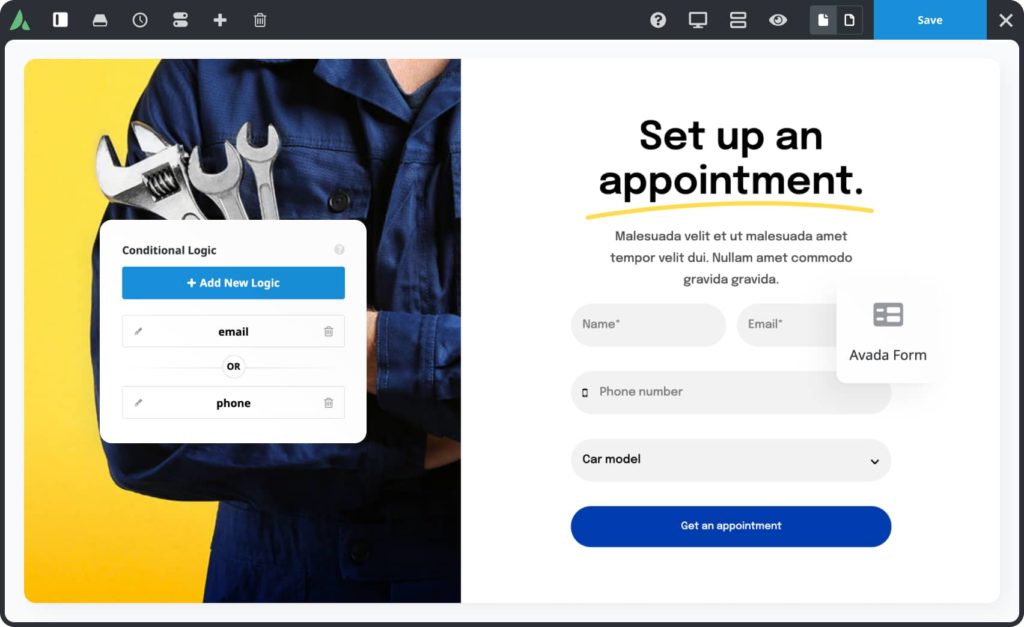 Save
Conditional Logic
+ Add New Logic
email
OR
phone
Set up an
appointment.
Malesuada velit et ut malesuada amet
tempor velit dui. Nullam amet commodo
gravida gravida.
Name*
Email*
Avada Form
Phone number
Car model
Get an appointment